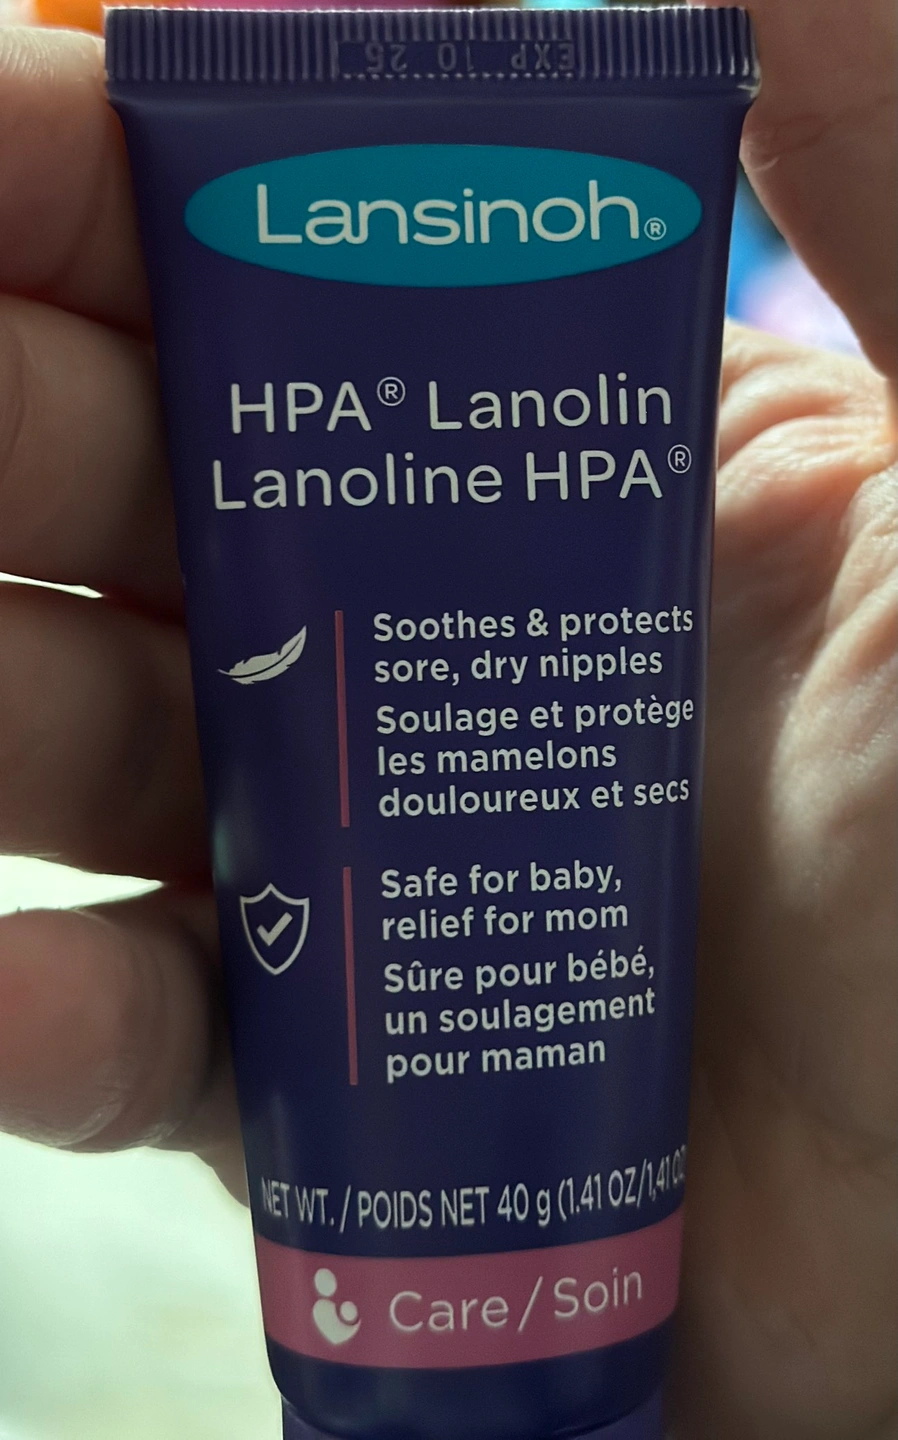 EXP 10 25
Lansinoh®
HPA® Lanolin
Lanoline HPA®
Soothes & protects
sore, dry nipples
Soulage et protège
les mamelons
douloureux et secs
Safe for baby,
relief for mom
Sûre pour bébé,
un soulagement
pour maman
NET WT. / POIDS NET 40 g (1.41 OZ/1,41 OZ
Care / Soin